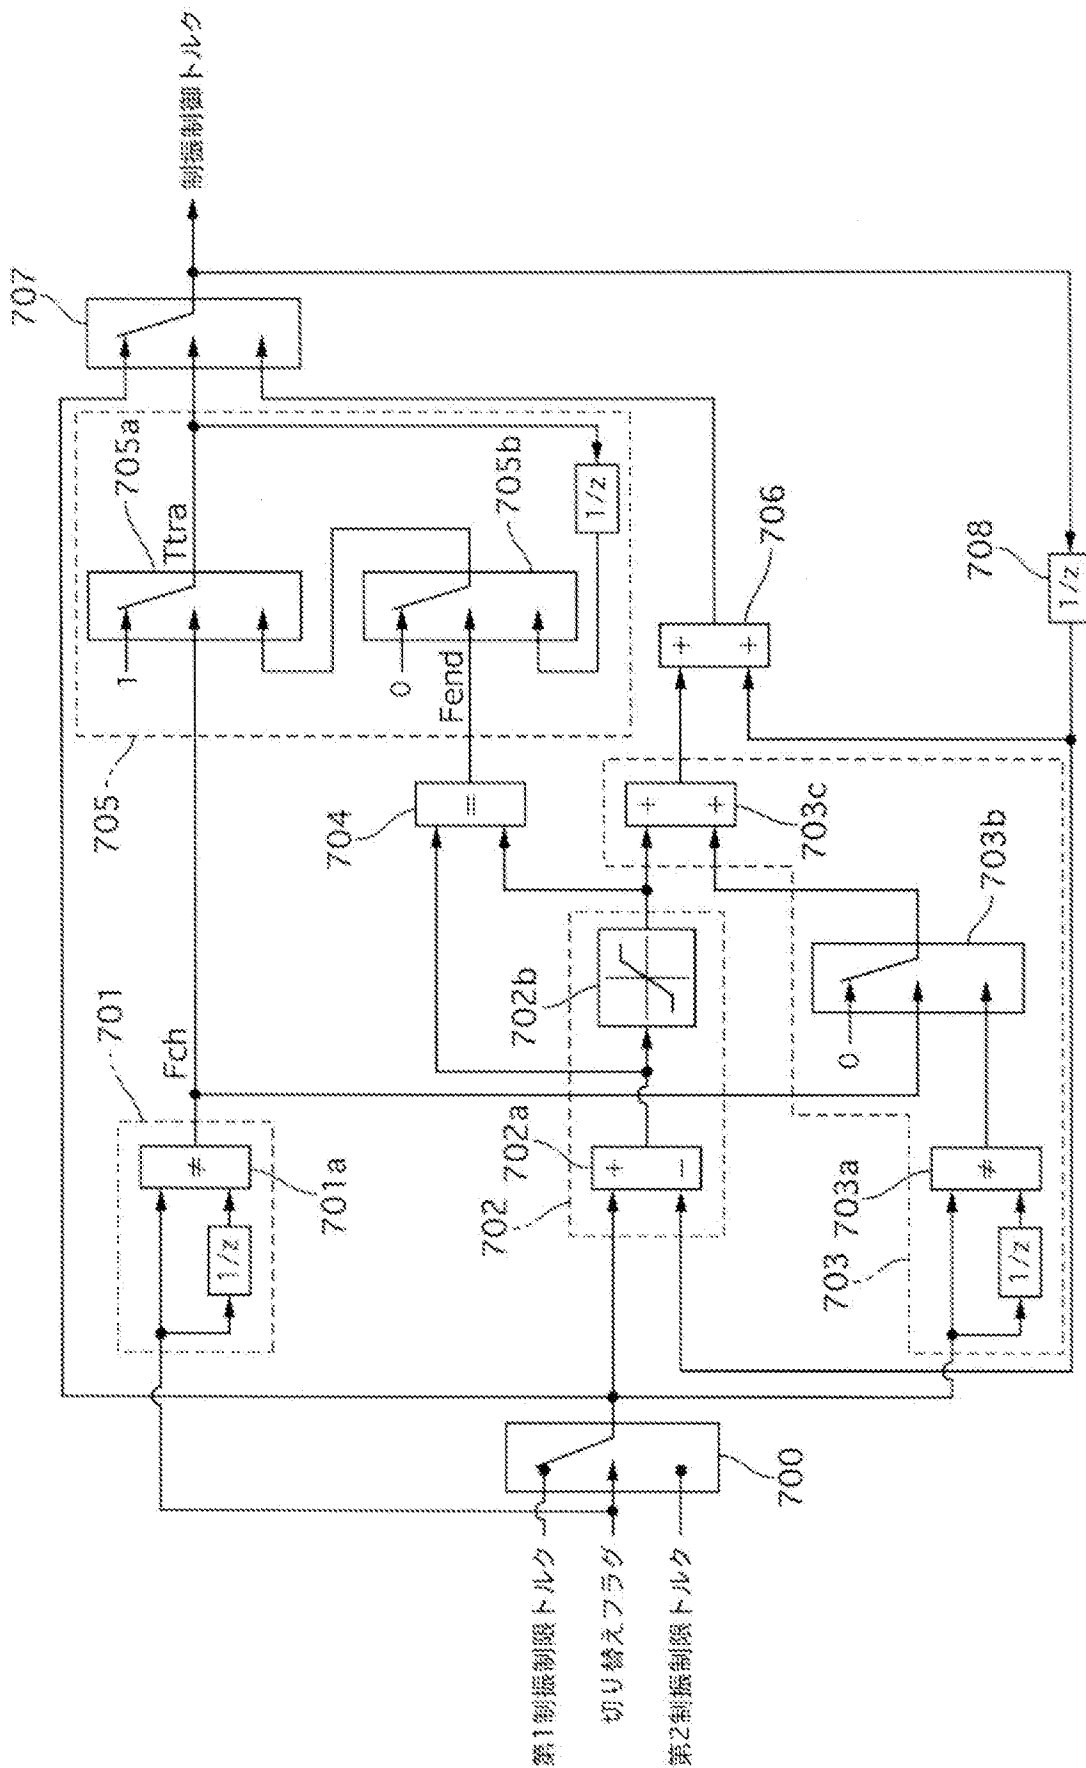 第1制振制限トルク
切り替えフラグ
第2制振制限トルク
700
701
1/z
≠
701a
Fch
702
702a
+
−
702b
703
1/z
703a
≠
0
703b
703c
+
+
704
=
705
1
Ttra
705a
0
Fend
705b
1/z
706
+
+
707
708
1/z
制振制御トルク